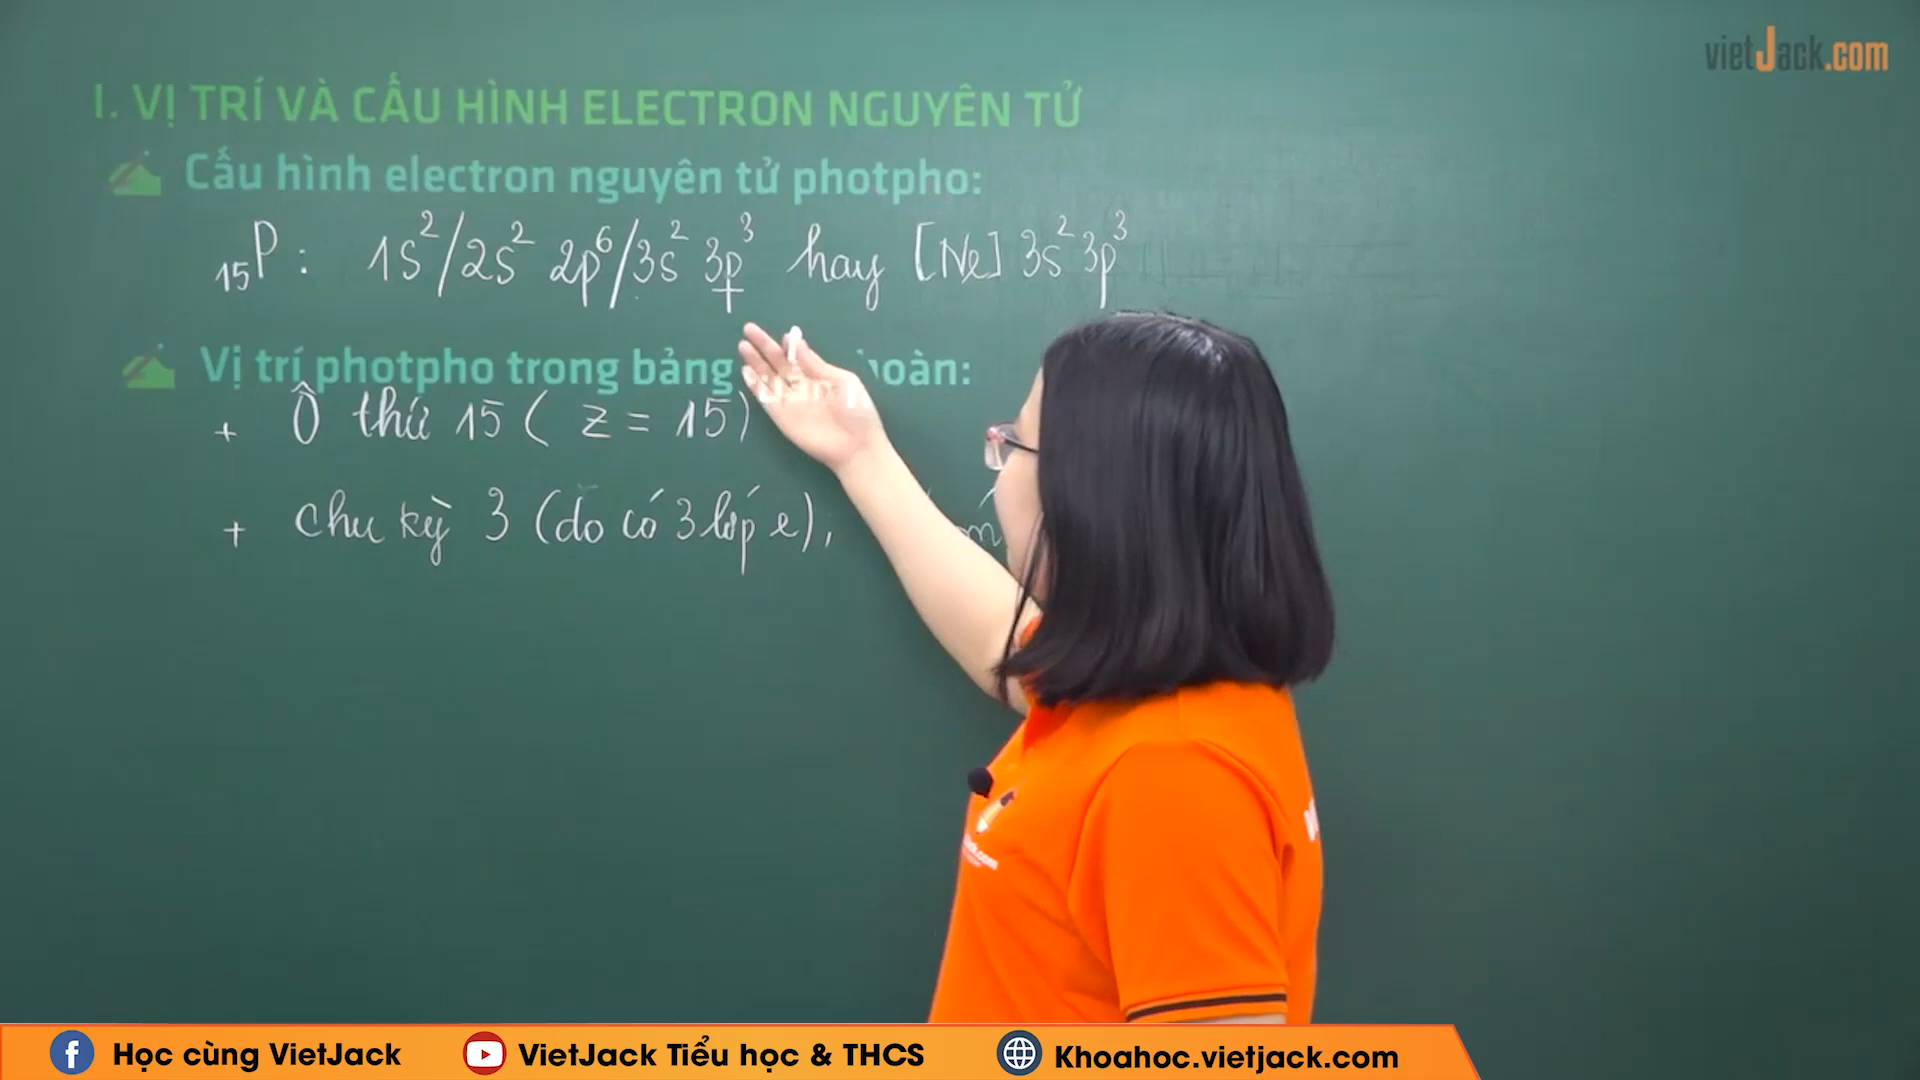 vietJack.com
I. VỊ TRÍ VÀ CẤU HÌNH ELECTRON NGUYÊN TỬ
Cấu hình electron nguyên tử photpho:
₁₅P: 1s²/2s² 2p⁶/3s² 3p³ hay [Ne] 3s² 3p³
Vị trí photpho trong bảng tuần hoàn:
+ Ô thứ 15 ( z = 15)
+ chu kỳ 3 (do có 3 lớp e),
Học cùng VietJack
VietJack Tiểu học & THCS
Khoahoc.vietjack.com